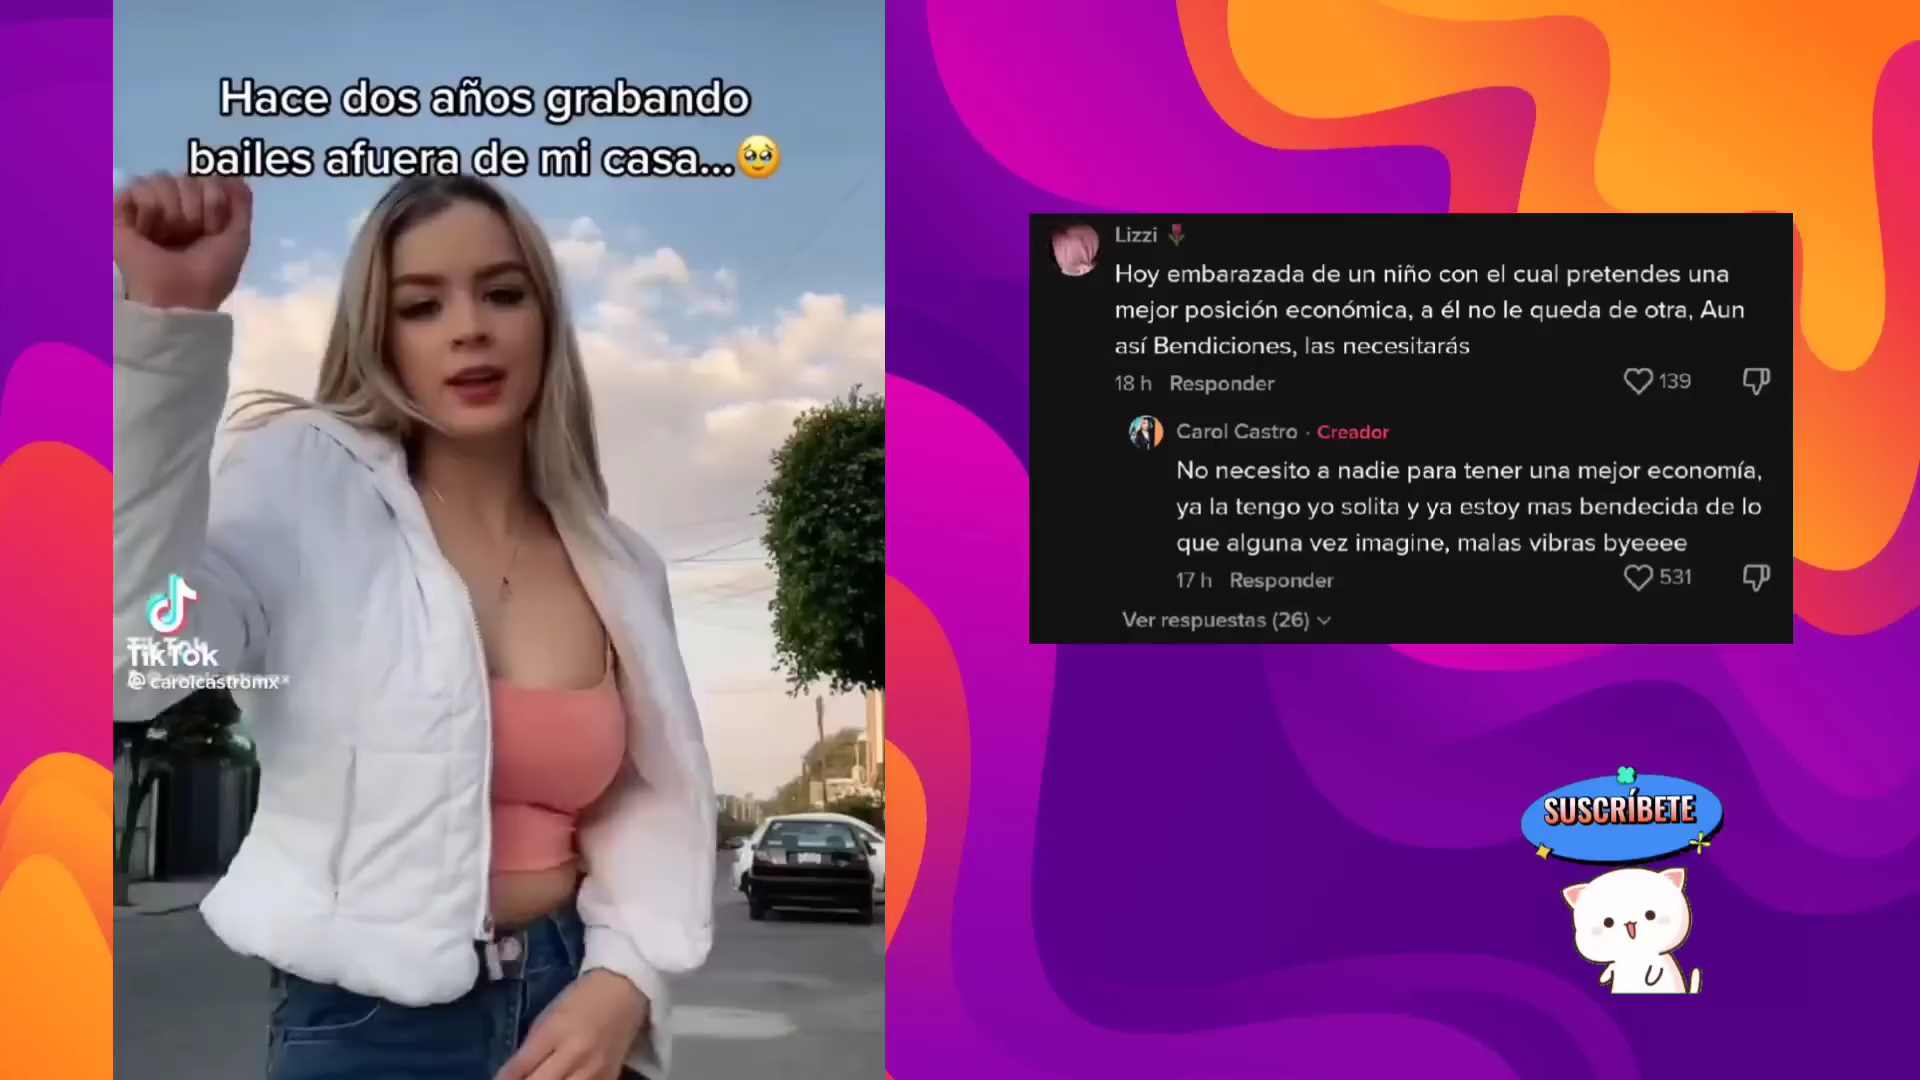 Hace dos años grabando
bailes afuera de mi casa...🥹
TikTok
@carolcastromx
Lizzi 🌷
Hoy embarazada de un niño con el cual pretendes una
mejor posición económica, a él no le queda de otra, Aun
así Bendiciones, las necesitarás
18 h Responder
139
Carol Castro · Creador
No necesito a nadie para tener una mejor economía,
ya la tengo yo solita y ya estoy mas bendecida de lo
que alguna vez imagine, malas vibras byeeee
17 h Responder
531
Ver respuestas (26)
SUSCRÍBETE